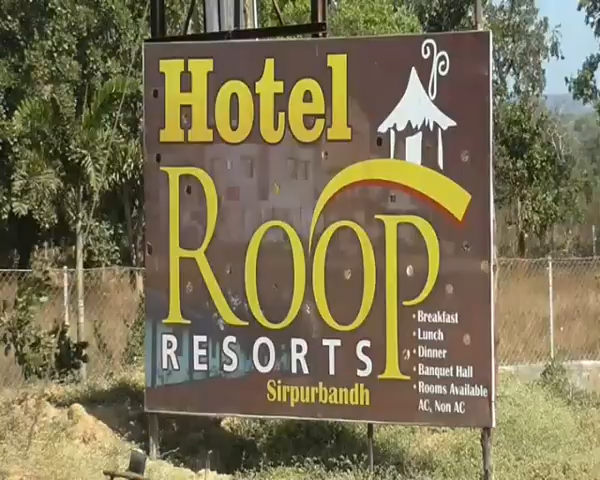 Hotel
ROOP
RESORTS
Sirpurbandh
• Breakfast
• Lunch
• Dinner
• Banquet Hall
• Rooms Available
AC, Non AC